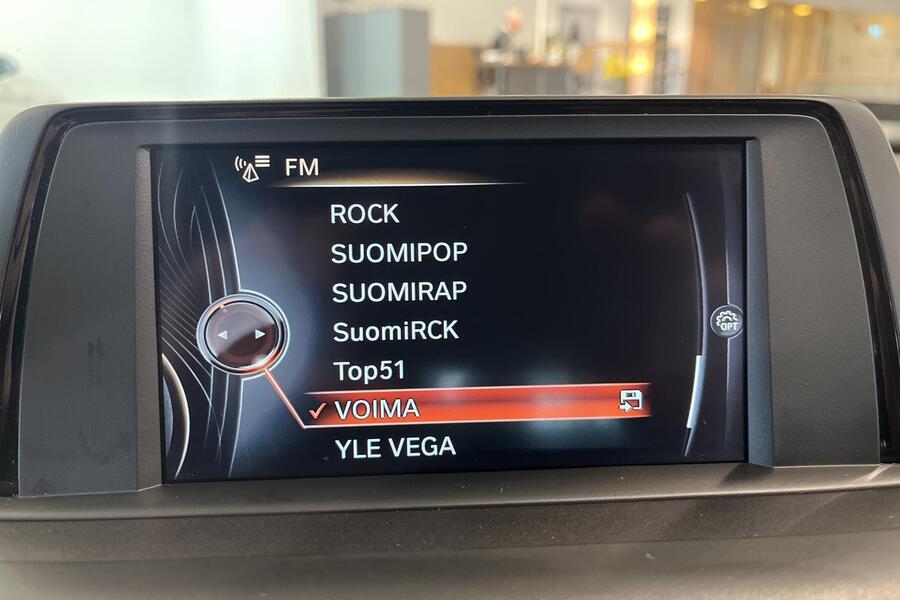 FM
ROCK
SUOMIPOP
SUOMIRAP
SuomiRCK
Top51
VOIMA
YLE VEGA
OPT